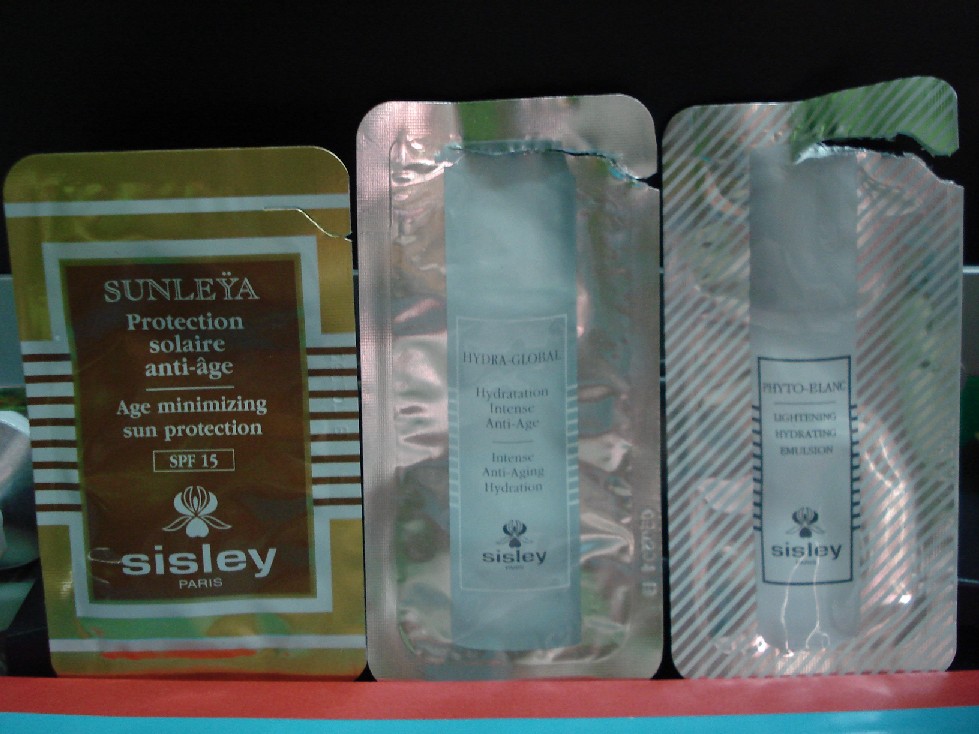 SUNLEŸA
Protection
solaire
anti-âge
Age minimizing
sun protection
SPF 15
sisley
PARIS
HYDRA-GLOBAL
Hydratation
Intense
Anti-Age
Intense
Anti-Aging
Hydration
sisley
PARIS
PHYTO-BLANC
LIGHTENING
HYDRATING
EMULSION
sisley